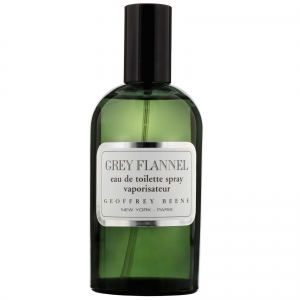 GREY FLANNEL
eau de toilette spray
vaporisateur
GEOFFREY BEENE
NEW YORK - PARIS